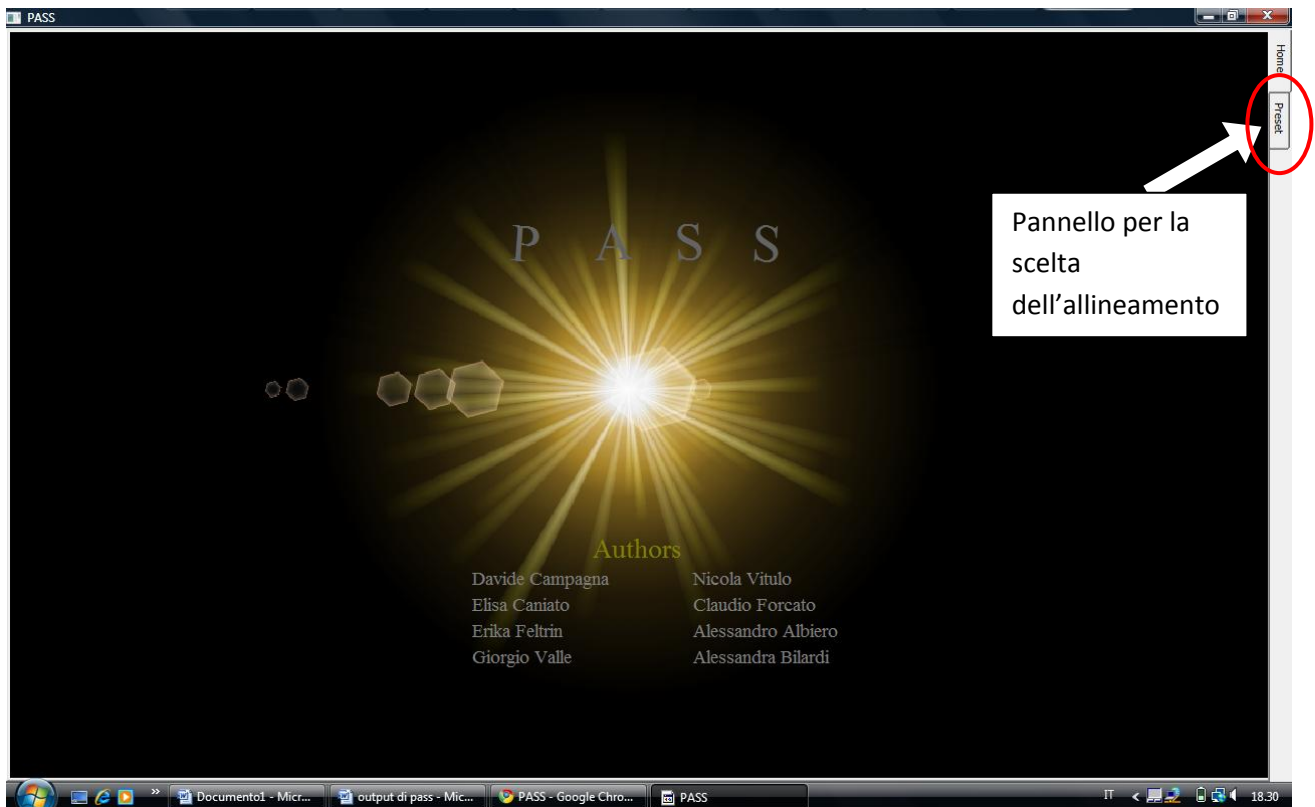 PASS
Home
Preset
Pannello per la
scelta
dell’allineamento
P A S S
Authors
Davide Campagna Nicola Vitulo
Elisa Caniato Claudio Forcato
Erika Feltrin Alessandro Albiero
Giorgio Valle Alessandra Bilardi
Documento1 - Micr... output di pass - Mic... PASS - Google Chro... PASS IT 18.30